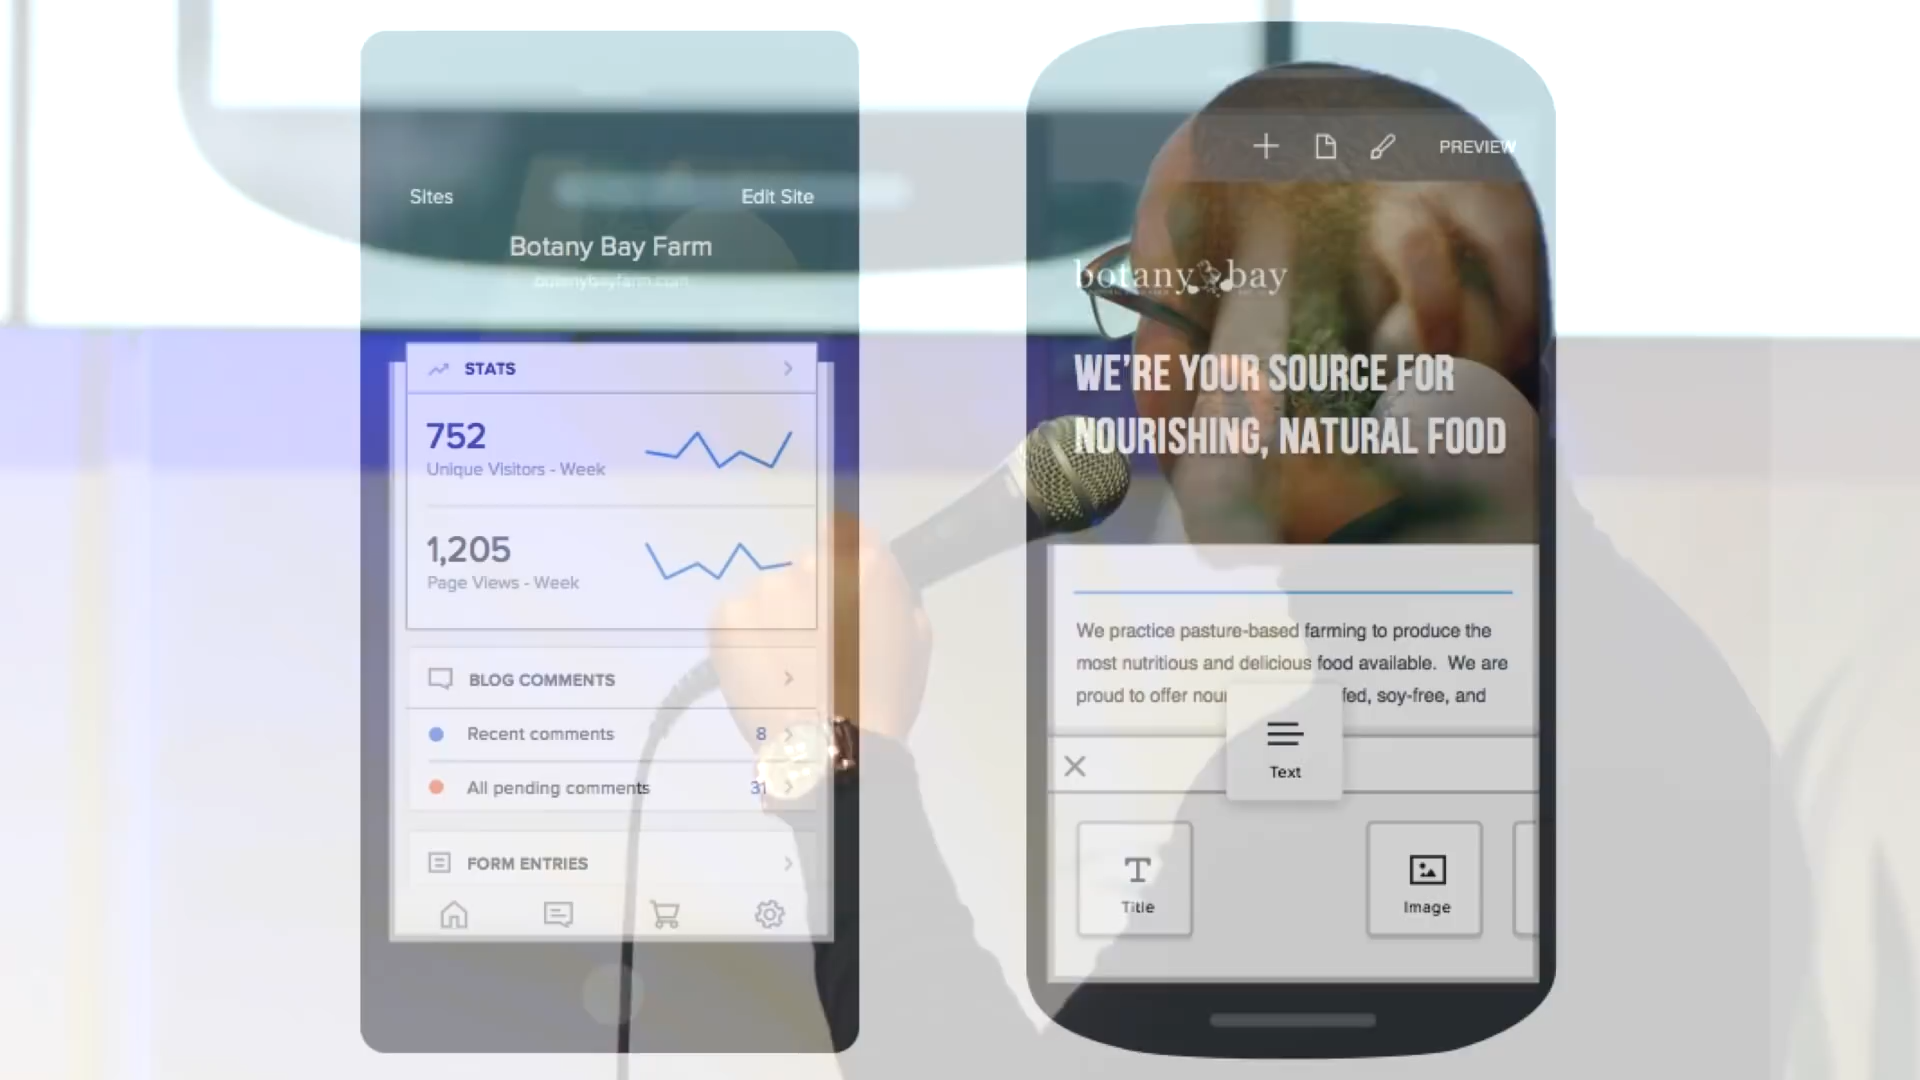 Sites
Edit Site
Botany Bay Farm
botanybayfarm.com
STATS
752
Unique Visitors - Week
1,205
Page Views - Week
BLOG COMMENTS
Recent comments
8
All pending comments
31
FORM ENTRIES
PREVIEW
botany bay
WE'RE YOUR SOURCE FOR
NOURISHING, NATURAL FOOD
We practice pasture-based farming to produce the
most nutritious and delicious food available. We are
proud to offer fed, soy-free, and
Text
Title
Image